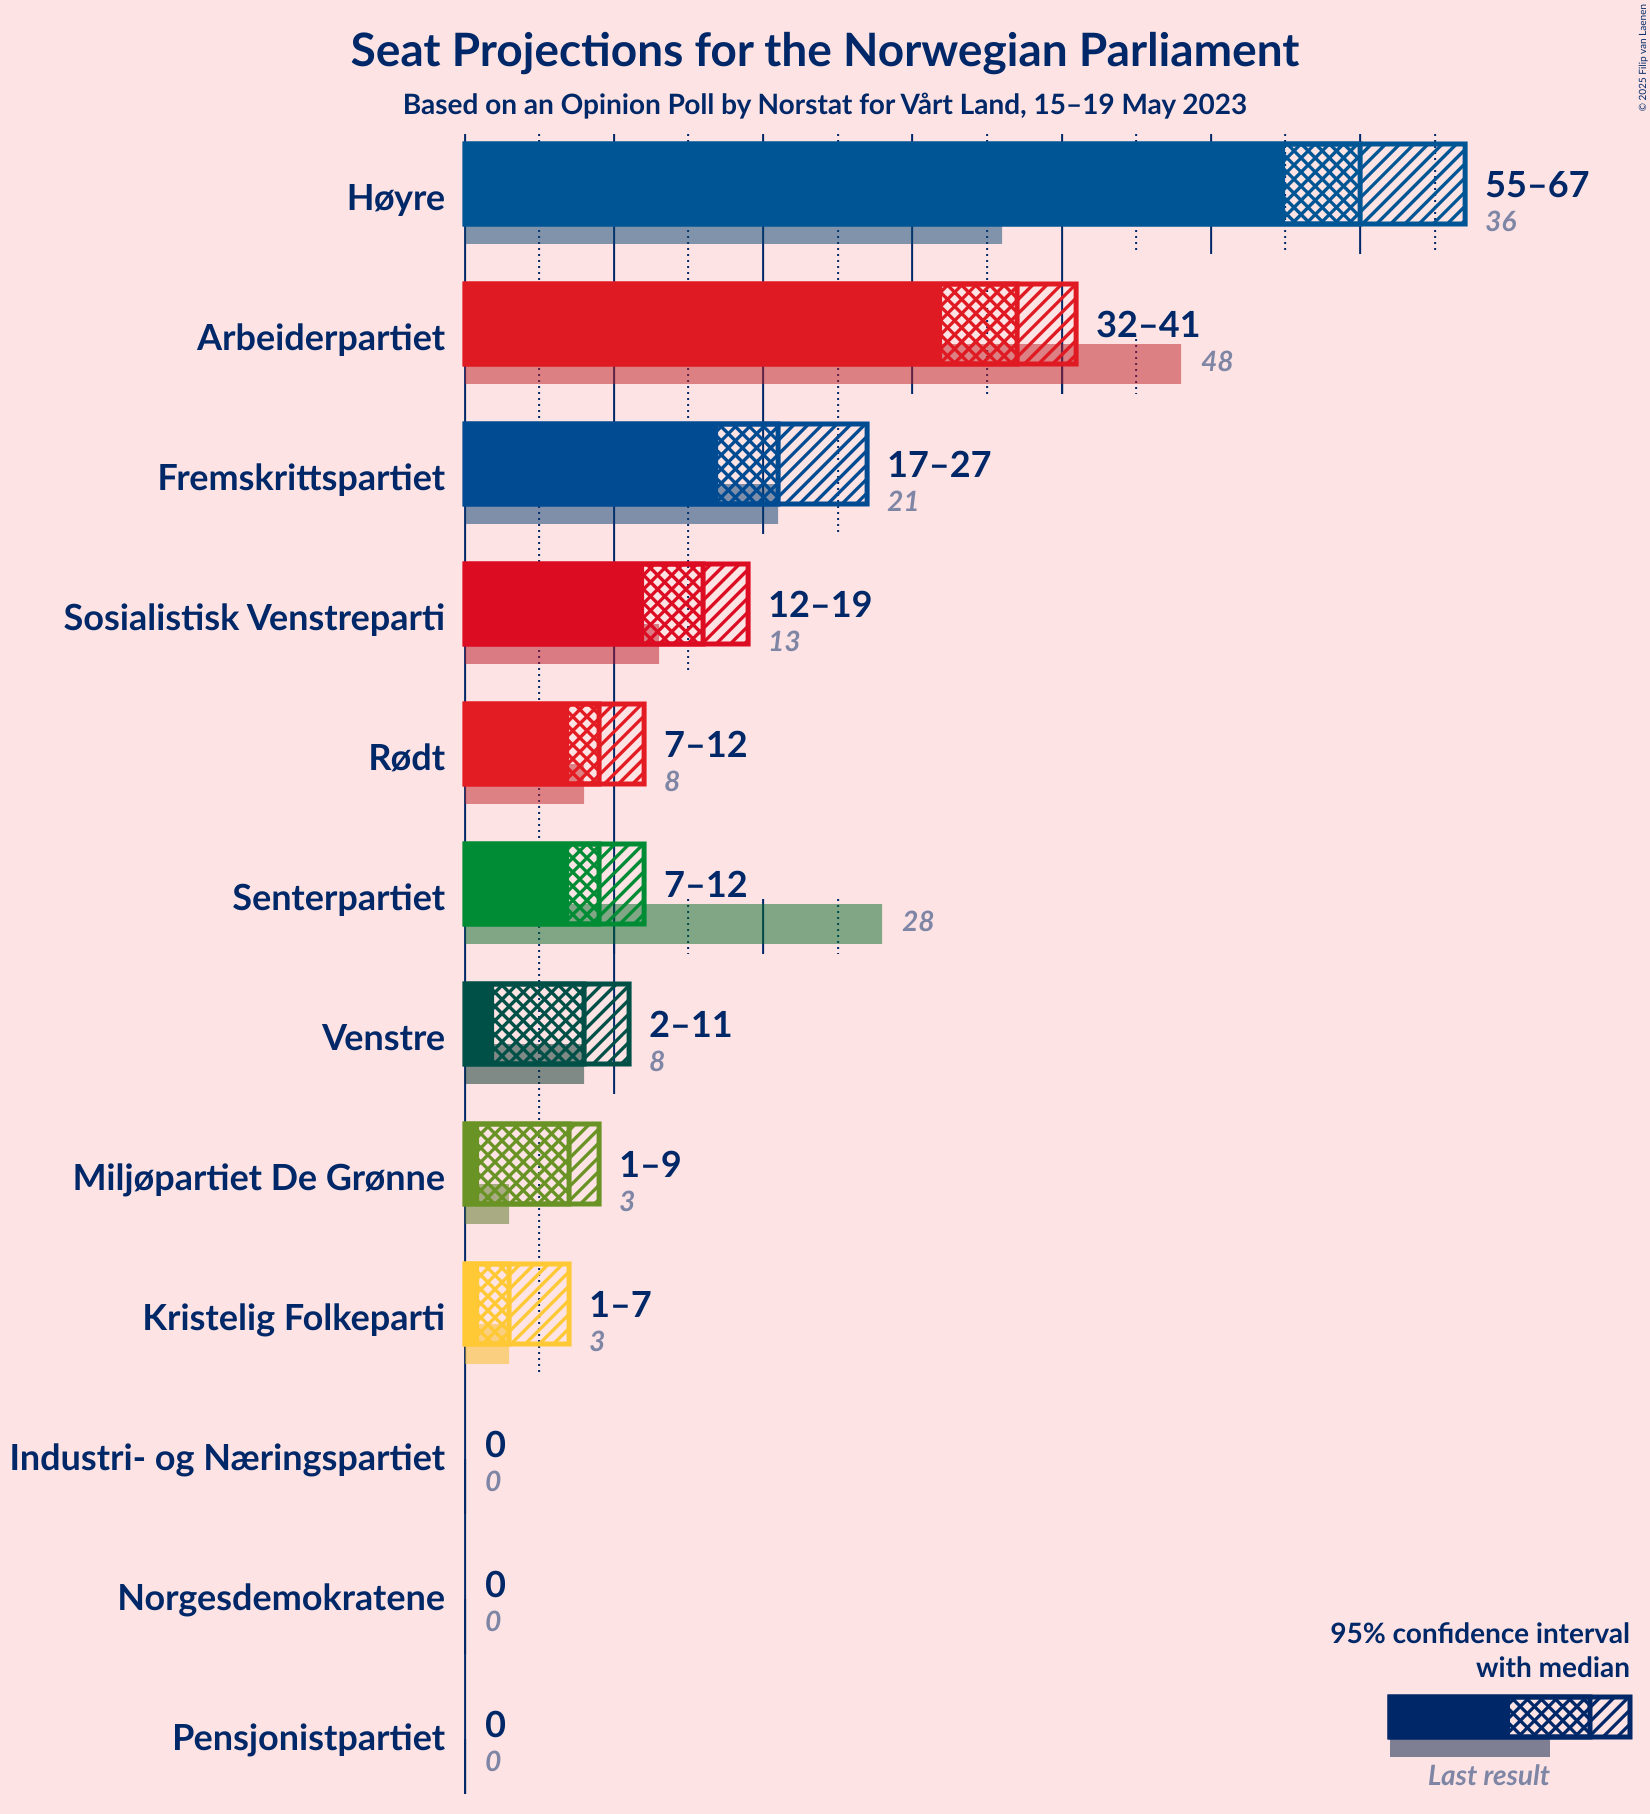 Seat Projections for the Norwegian Parliament
Based on an Opinion Poll by Norstat for Vårt Land, 15–19 May 2023
© 2025 Filip van Laenen
Høyre
55–67
36
Arbeiderpartiet
32–41
48
Fremskrittspartiet
17–27
21
Sosialistisk Venstreparti
12–19
13
Rødt
7–12
8
Senterpartiet
7–12
28
Venstre
2–11
8
Miljøpartiet De Grønne
1–9
3
Kristelig Folkeparti
1–7
3
Industri- og Næringspartiet
0
0
Norgesdemokratene
0
0
Pensjonistpartiet
0
0
95% confidence interval
with median
Last result